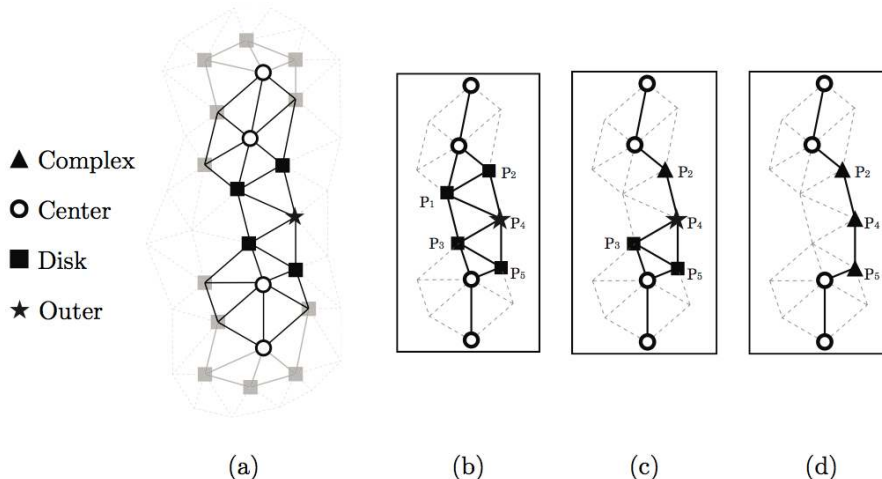 Complex
Center
Disk
Outer
P1
P2
P3
P4
P5
P2
P3
P4
P5
P2
P4
P5
(a)
(b)
(c)
(d)